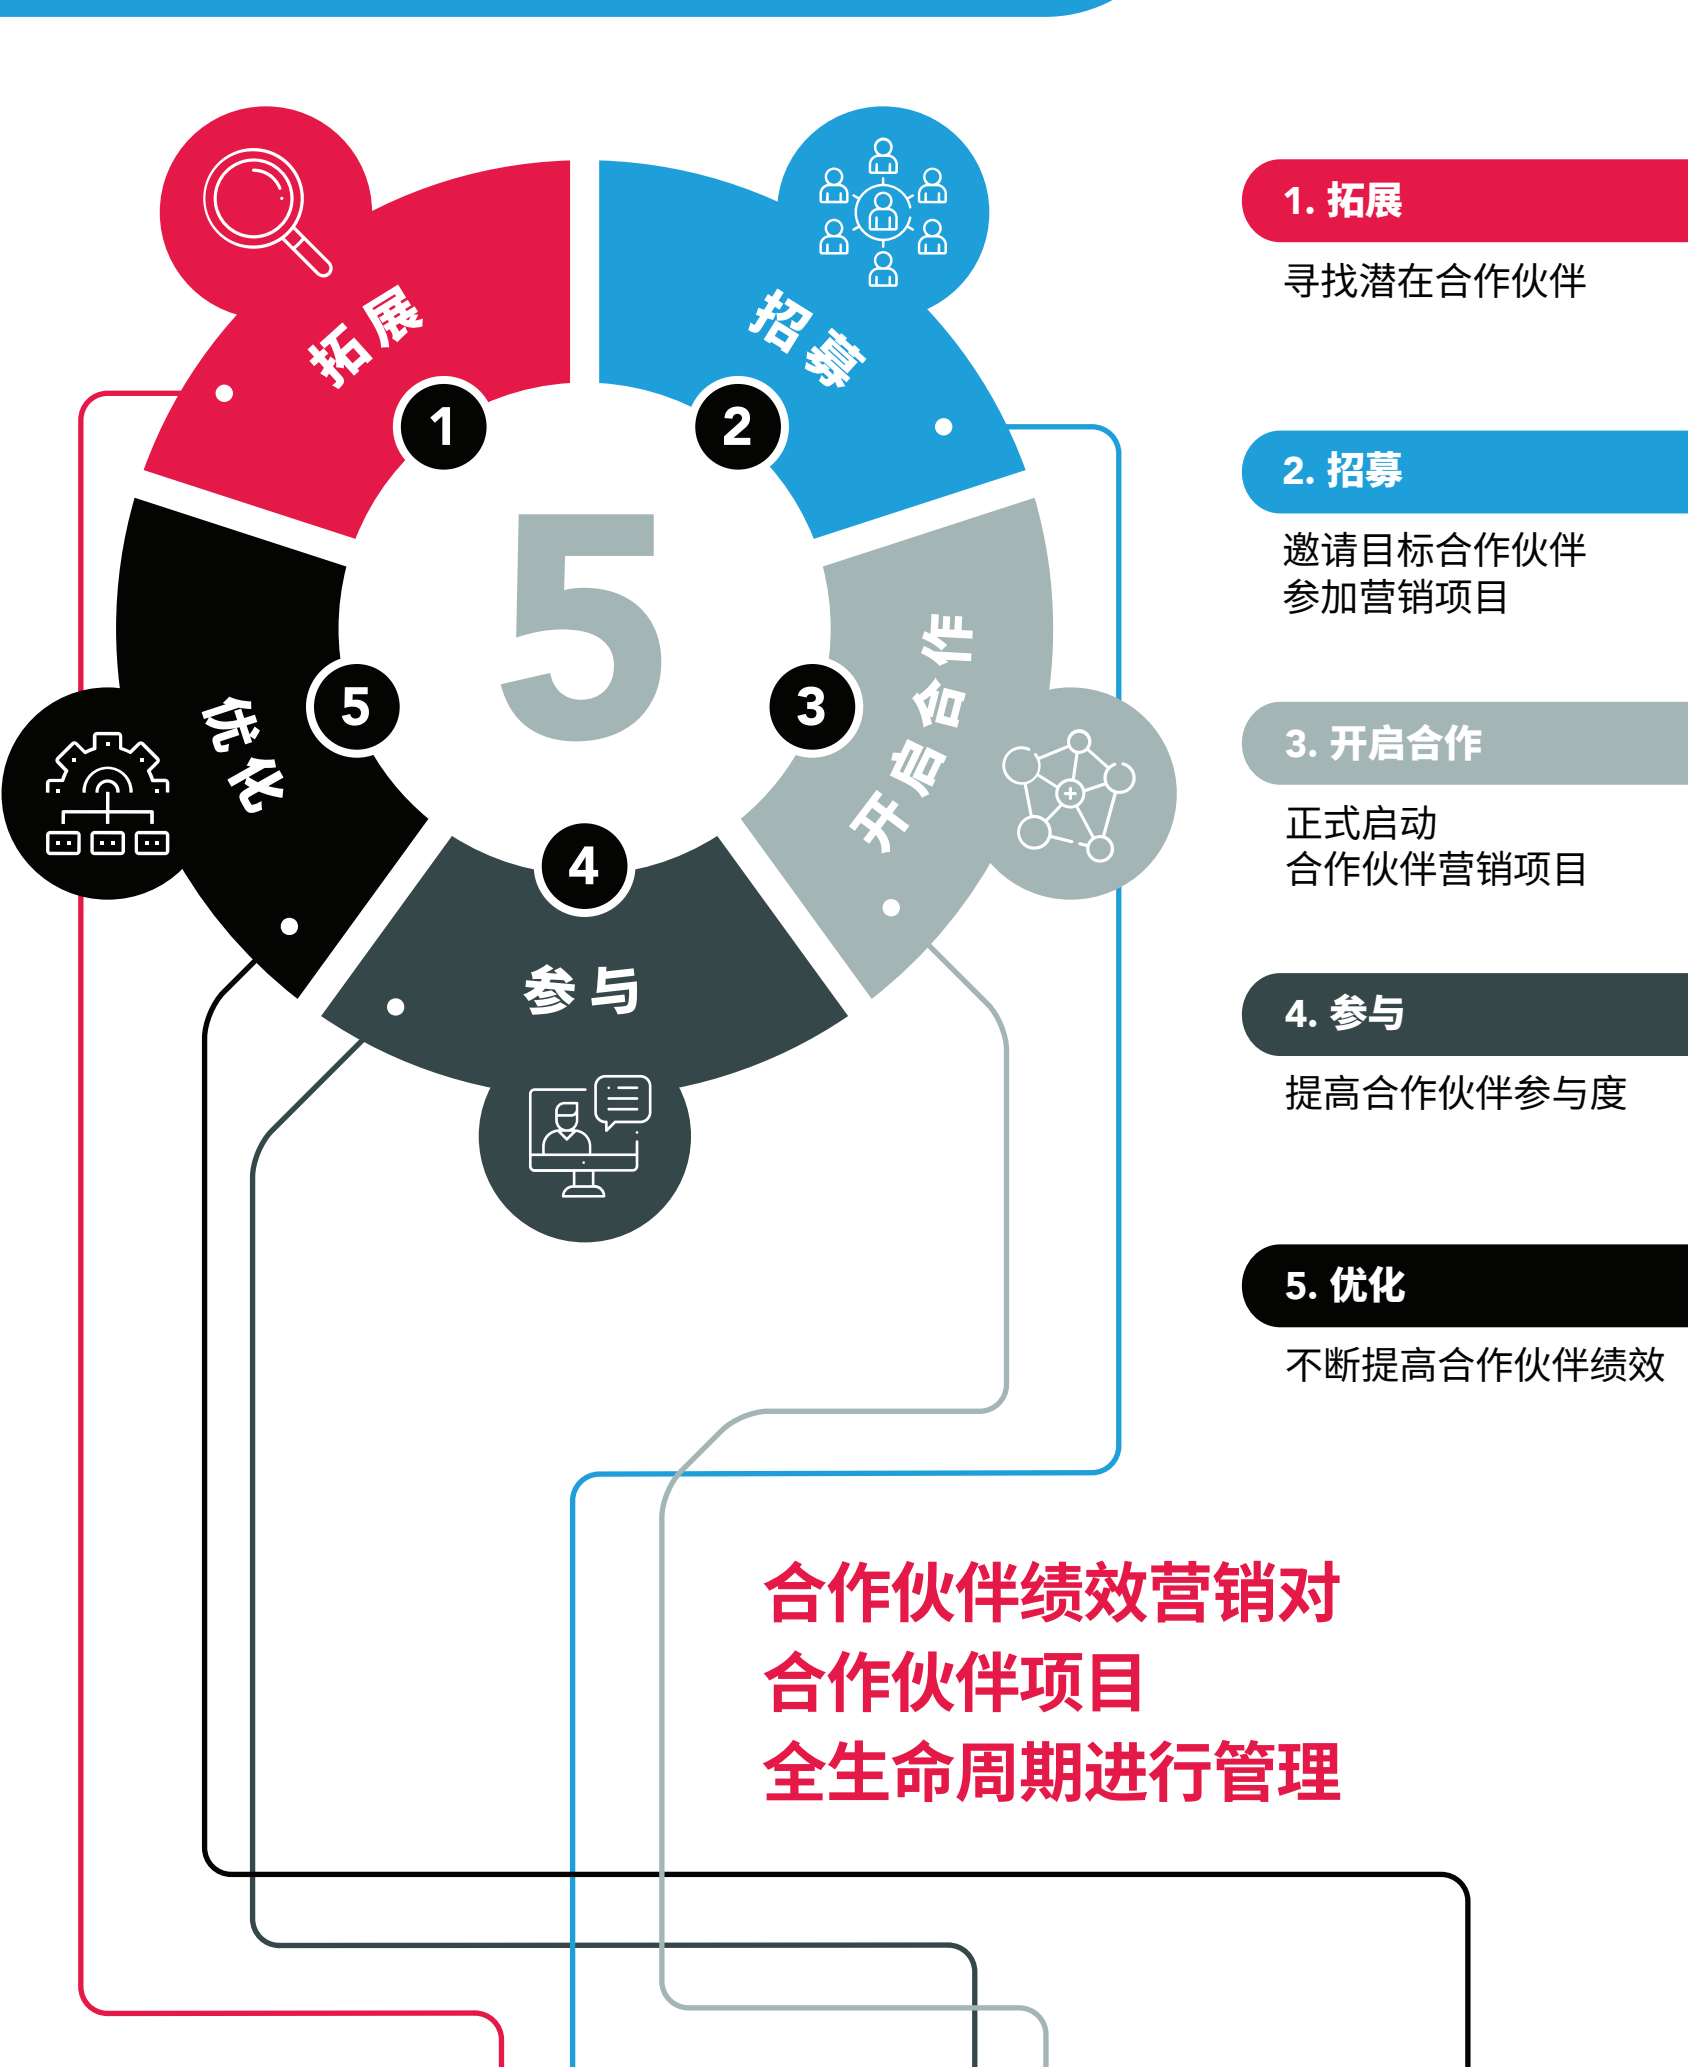 拓展
招募
1
2
5
优化
5
3
开启合作
4
参与
1. 拓展
寻找潜在合作伙伴
2. 招募
邀请目标合作伙伴
参加营销项目
3. 开启合作
正式启动
合作伙伴营销项目
4. 参与
提高合作伙伴参与度
5. 优化
不断提高合作伙伴绩效
合作伙伴绩效营销对
合作伙伴项目
全生命周期进行管理